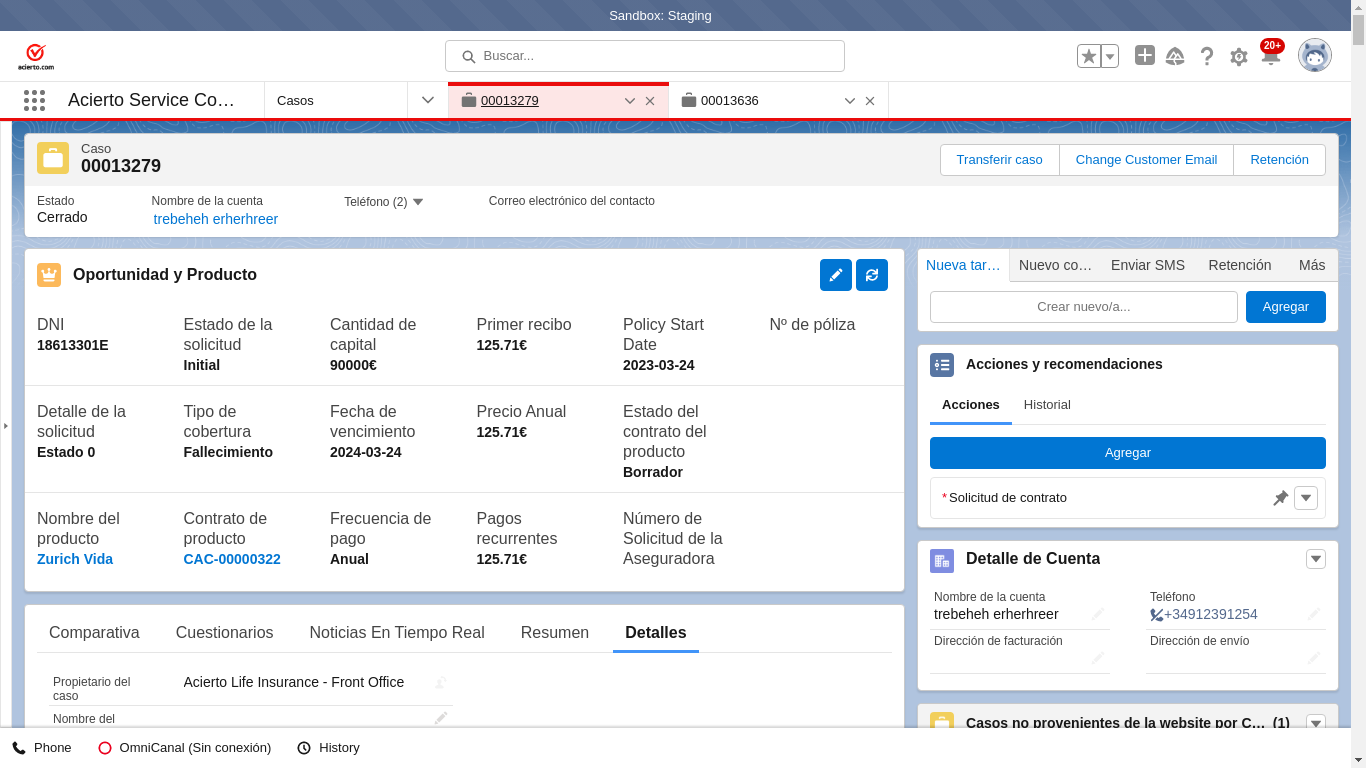 Sandbox: Staging
acierto.com
Buscar...
20+
Acierto Service Co…
Casos
00013279
00013636
Caso
00013279
Transferir caso
Change Customer Email
Retención
Estado
Cerrado
Nombre de la cuenta
trebeheh erherhreer
Teléfono (2)
Correo electrónico del contacto
Oportunidad y Producto
DNI
18613301E
Estado de la
solicitud
Initial
Cantidad de
capital
90000€
Primer recibo
125.71€
Policy Start
Date
2023-03-24
Nº de póliza
Detalle de la
solicitud
Estado 0
Tipo de
cobertura
Fallecimiento
Fecha de
vencimiento
2024-03-24
Precio Anual
125.71€
Estado del
contrato del
producto
Borrador
Nombre del
producto
Zurich Vida
Contrato de
producto
CAC-00000322
Frecuencia de
pago
Anual
Pagos
recurrentes
125.71€
Número de
Solicitud de la
Aseguradora
Comparativa
Cuestionarios
Noticias En Tiempo Real
Resumen
Detalles
Propietario del
caso
Acierto Life Insurance - Front Office
Nombre del
Nueva tar…
Nuevo co…
Enviar SMS
Retención
Más
Crear nuevo/a...
Agregar
Acciones y recomendaciones
Acciones
Historial
Agregar
*Solicitud de contrato
Detalle de Cuenta
Nombre de la cuenta
trebeheh erherhreer
Teléfono
+34912391254
Dirección de facturación
Dirección de envío
Casos no provenientes de la website por C… (1)
Phone
OmniCanal (Sin conexión)
History